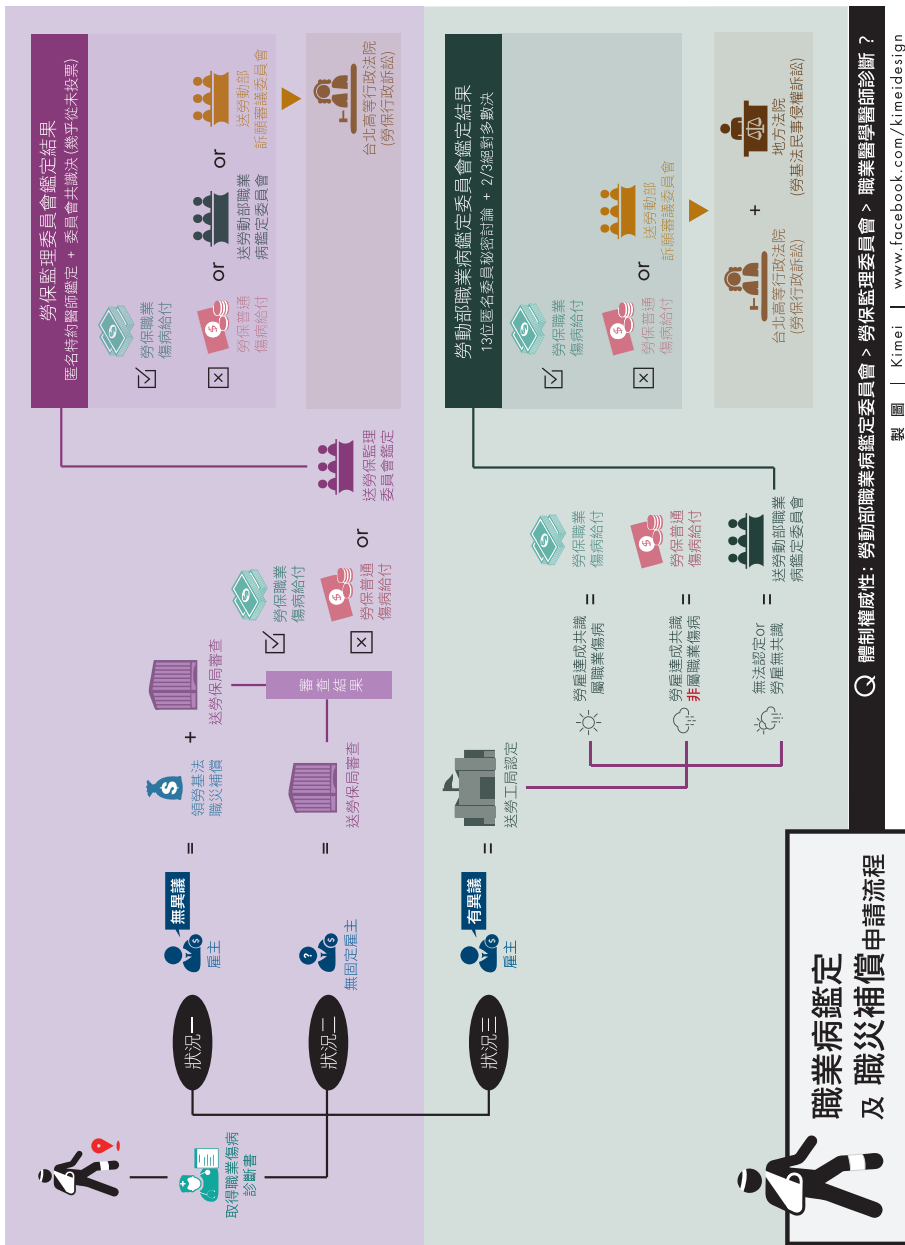 職業病鑑定
及 職災補償申請流程
體制權威性：勞動部職業病鑑定委員會 > 勞保監理委員會 > 職業醫學醫師診斷？
製圖 | Kimei | www.facebook.com/kimeidesign
取得職業傷病
診斷書
狀況一
雇主
無異議
=
領勞基法
職災補償
+
送勞保局審查
狀況二
無固定雇主
?
=
送勞保局審查
審查
結果
勞保職業
傷病給付
勞保普通
傷病給付
or
送勞保監理
委員會鑑定
勞保監理委員會鑑定結果
匿名特約醫師鑑定 + 委員會共識決 (幾乎從未投票)
勞保職業
傷病給付
勞保普通
傷病給付
or
送勞動部職業
病鑑定委員會
or
送勞動部
訴願審議委員會
台北高等行政法院
(勞保行政訴訟)
狀況三
雇主
有異議
=
送勞工局認定
勞雇達成共識
屬職業傷病
=
勞保職業
傷病給付
勞雇達成共識
非屬職業傷病
=
勞保普通
傷病給付
無法認定or
勞雇無共識
=
送勞動部職業
病鑑定委員會
勞動部職業病鑑定委員會鑑定結果
13位匿名委員秘密討論 + 2/3絕對多數決
勞保職業
傷病給付
勞保普通
傷病給付
or
送勞動部
訴願審議委員會
台北高等行政法院
(勞保行政訴訟)
+
地方法院
(勞基法民事侵權訴訟)